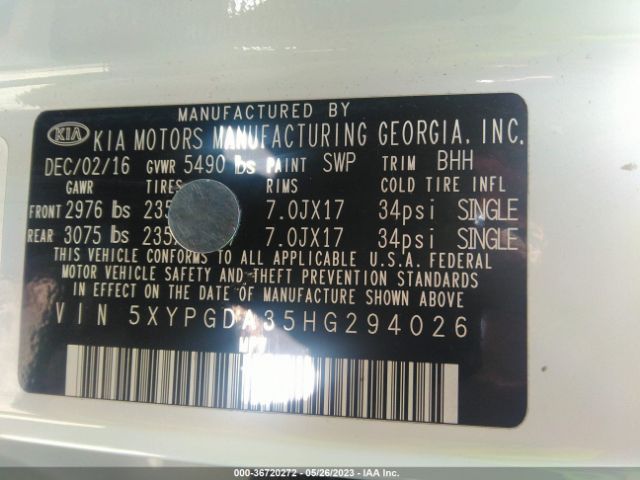 MANUFACTURED BY
KIA KIA MOTORS MANUFACTURING GEORGIA, INC.
DEC/02/16 GVWR 5490 lbs PAINT SWP TRIM BHH
GAWR TIRES RIMS COLD TIRE INFL
FRONT 2976 lbs 7.0JX17 34psi SINGLE
REAR 3075 lbs 7.0JX17 34psi SINGLE
THIS VEHICLE CONFORMS TO ALL APPLICABLE U.S.A. FEDERAL
MOTOR VEHICLE SAFETY AND THEFT PREVENTION STANDARDS
IN EFFECT ON THE DATE OF MANUFACTURE SHOWN ABOVE
VIN 5XYPGDA35HG294026
000-36720272 - 05/26/2023 - IAA Inc.